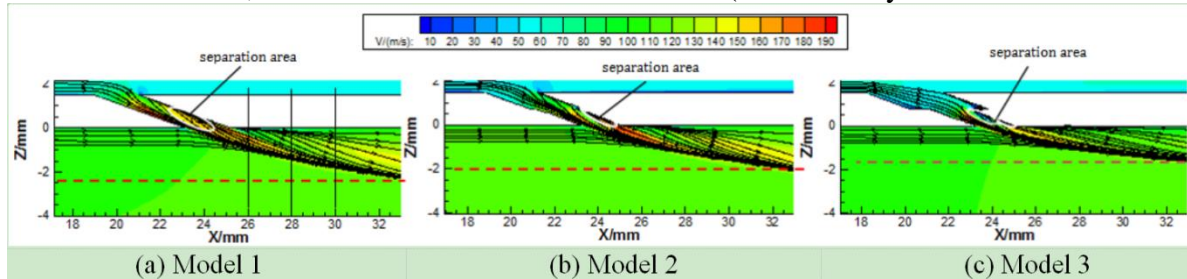 V/(m/s): 10 20 30 40 50 60 70 80 90 100 110 120 130 140 150 160 170 180 190
separation area
separation area
separation area
Z/mm
2
0
-2
-4
18 20 22 24 26 28 30 32
X/mm
Z/mm
2
0
-2
-4
18 20 22 24 26 28 30 32
X/mm
Z/mm
2
0
-2
-4
18 20 22 24 26 28 30 32
X/mm
(a) Model 1
(b) Model 2
(c) Model 3